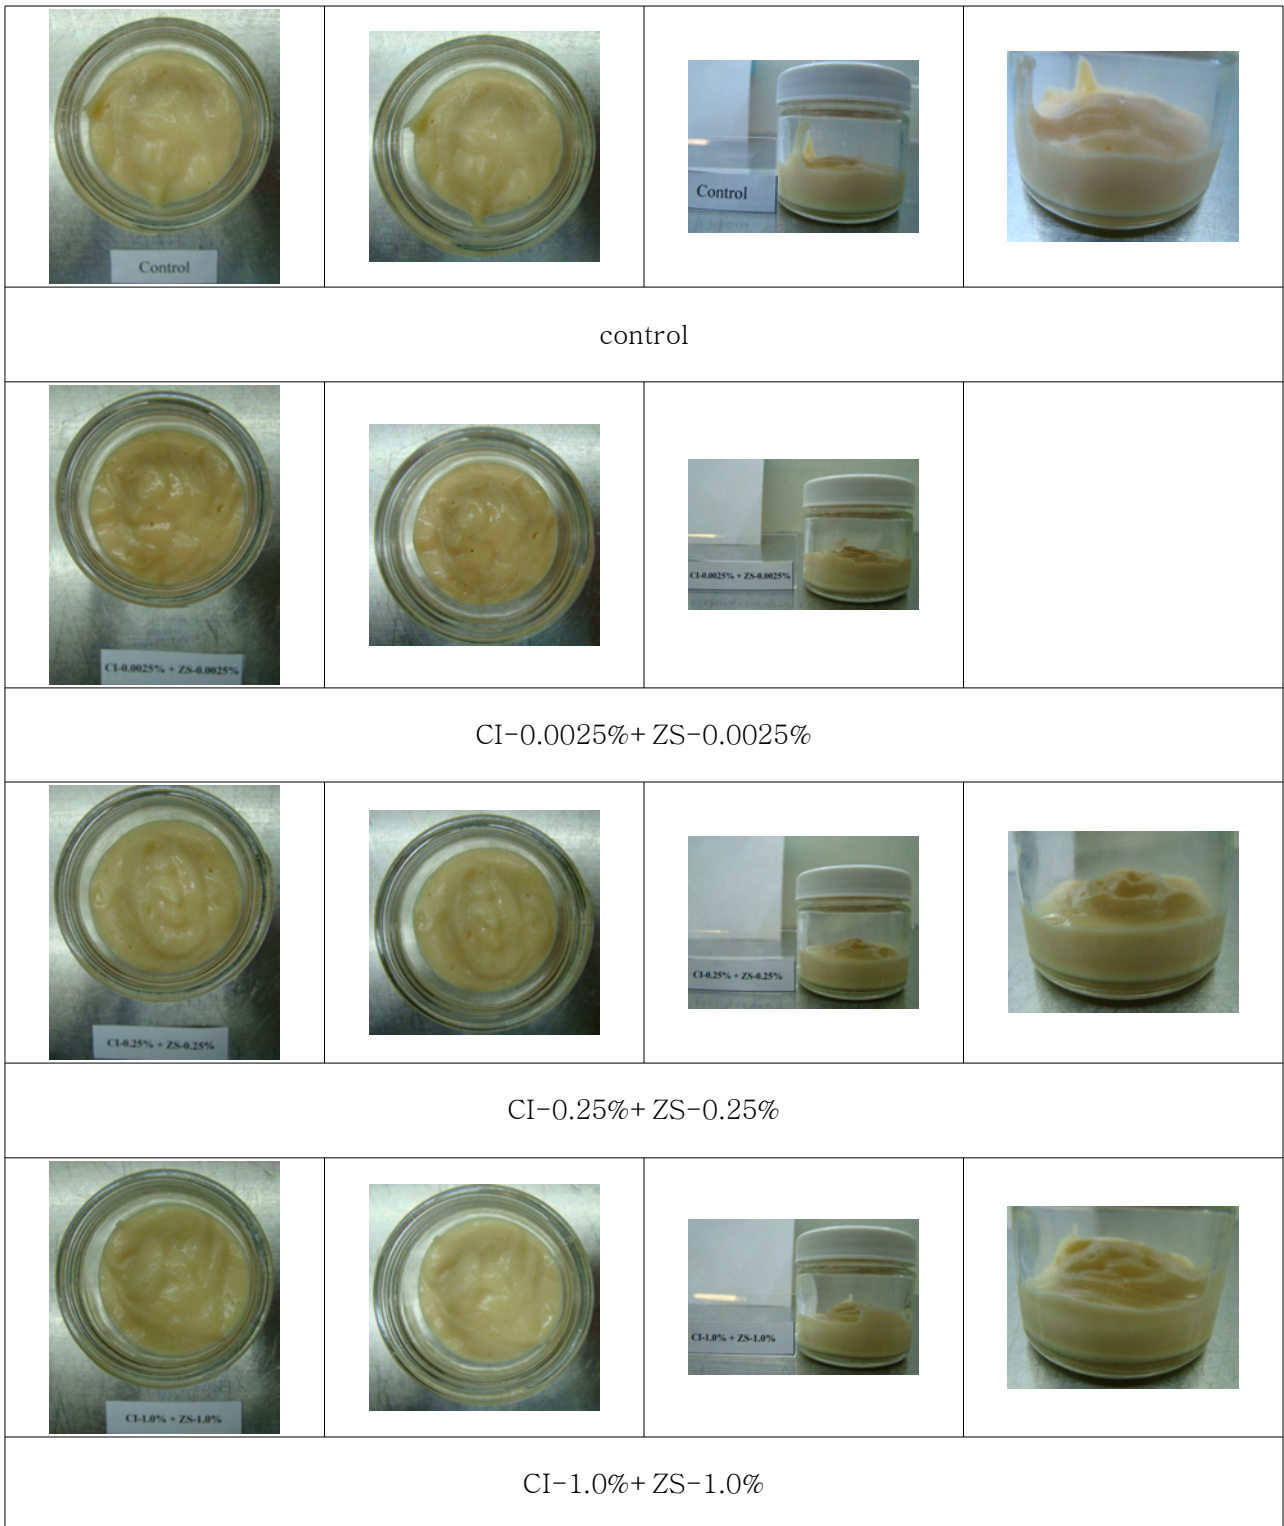 Control
Control
control
CI-0.0025% + ZS-0.0025%
CI-0.0025% + ZS-0.0025%
CI-0.0025%+ ZS-0.0025%
CI-0.25% + ZS-0.25%
CI-0.25% + ZS-0.25%
CI-0.25%+ ZS-0.25%
CI-1.0% + ZS-1.0%
CI-1.0% + ZS-1.0%
CI-1.0%+ ZS-1.0%